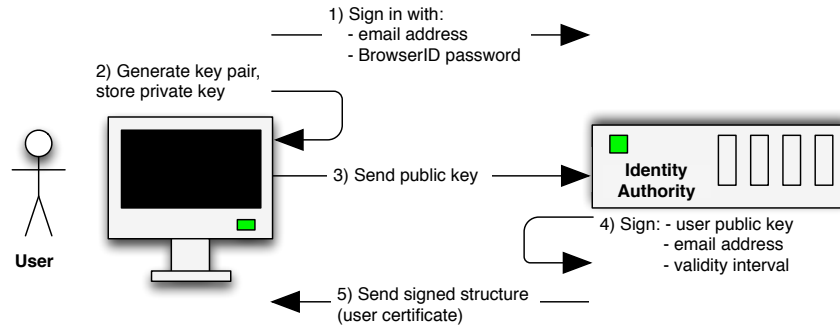 1) Sign in with:
- email address
- BrowserID password
2) Generate key pair,
store private key
3) Send public key
Identity
Authority
4) Sign: - user public key
- email address
- validity interval
User
5) Send signed structure
(user certificate)